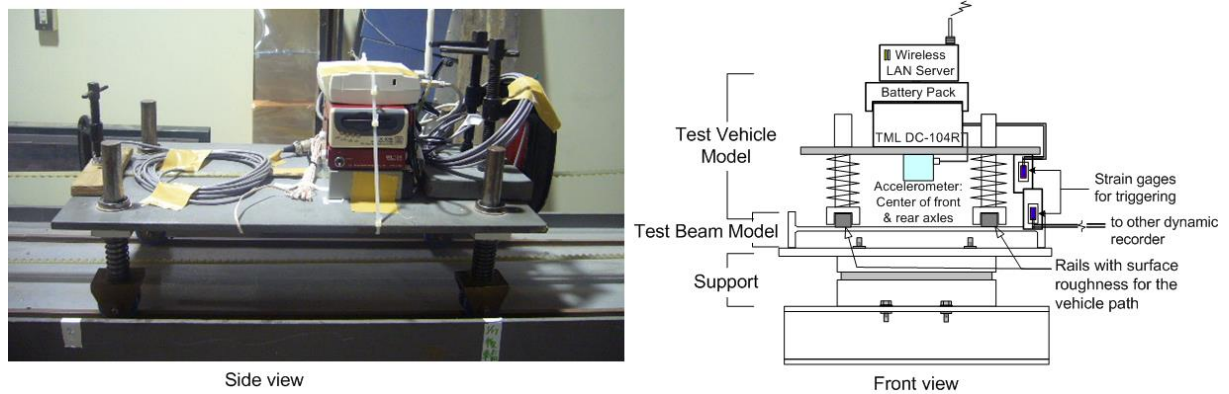 Side view
Wireless
LAN Server
Battery Pack
TML DC-104R
Test Vehicle
Model
Accelerometer:
Center of front
& rear axles
Strain gages
for triggering
Test Beam Model
to other dynamic
recorder
Support
Rails with surface
roughness for the
vehicle path
Front view